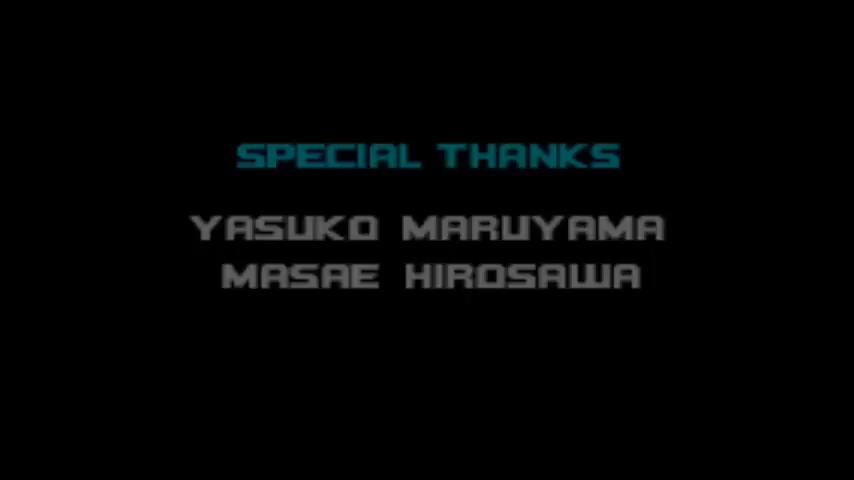 SPECIAL THANKS
YASUKO MARUYAMA
MASAE HIROSAWA